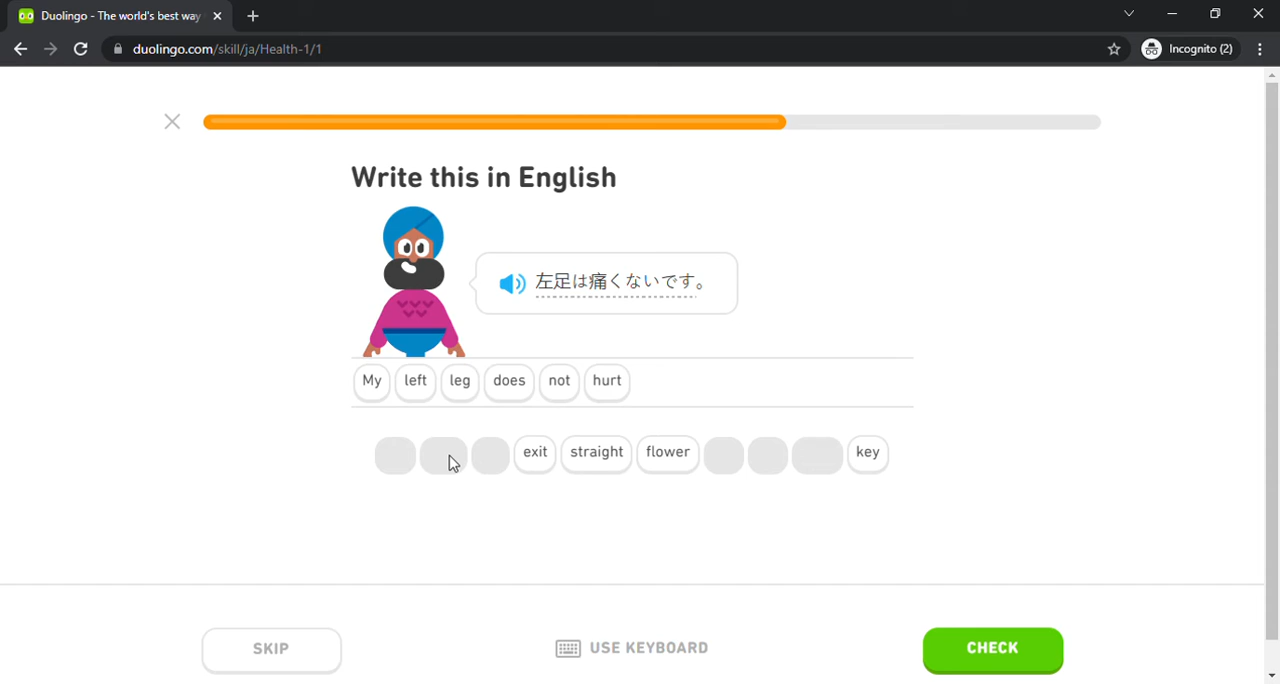 Duolingo - The world's best way
duolingo.com/skill/ja/Health-1/1
Incognito (2)
Write this in English
左足は痛くないです。
My left leg does not hurt
exit straight flower key
SKIP
USE KEYBOARD
CHECK